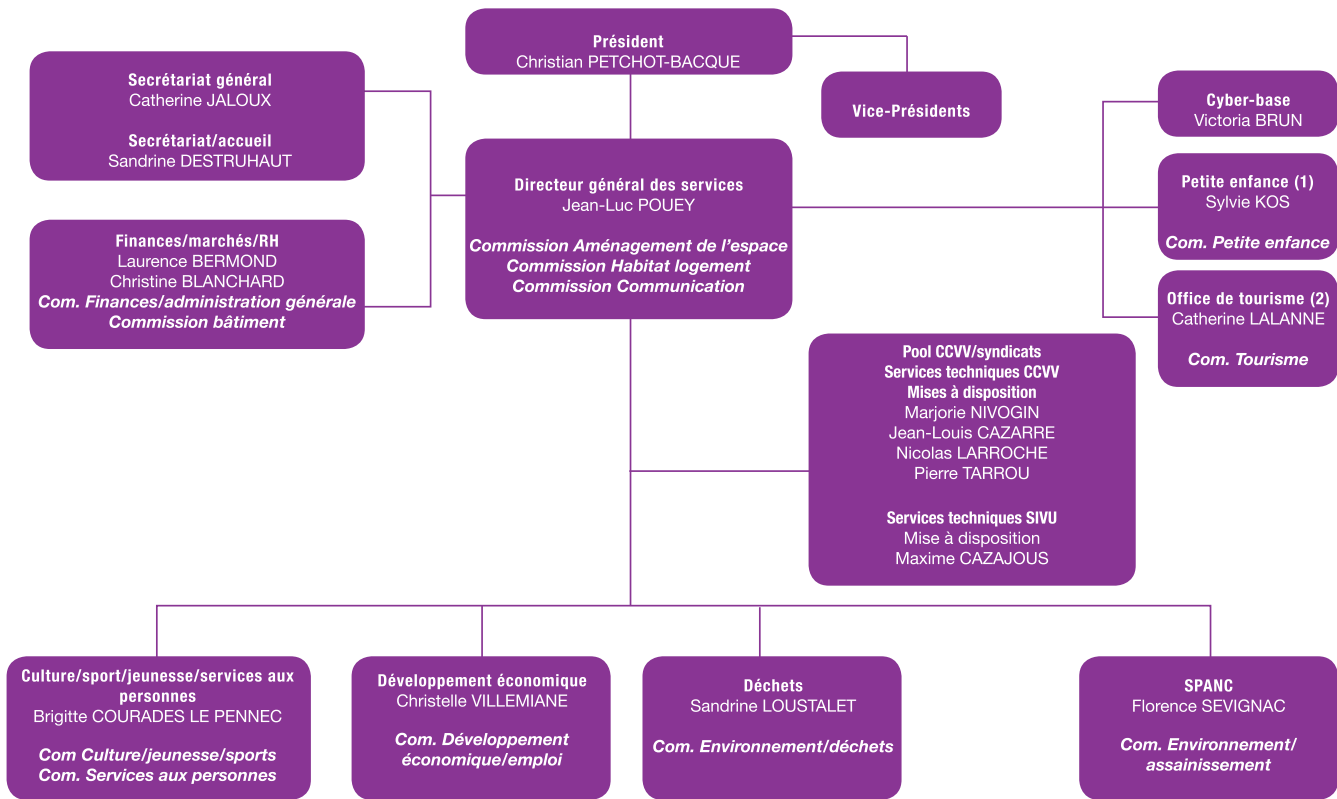 Président
Christian PETCHOT-BACQUE
Vice-Présidents
Secrétariat général
Catherine JALOUX
Secrétariat/accueil
Sandrine DESTRUHAUT
Finances/marchés/RH
Laurence BERMOND
Christine BLANCHARD
Com. Finances/administration générale
Commission bâtiment
Directeur général des services
Jean-Luc POUEY
Commission Aménagement de l'espace
Commission Habitat logement
Commission Communication
Cyber-base
Victoria BRUN
Petite enfance (1)
Sylvie KOS
Com. Petite enfance
Office de tourisme (2)
Catherine LALANNE
Com. Tourisme
Pool CCVV/syndicats
Services techniques CCVV
Mises à disposition
Marjorie NIVOGIN
Jean-Louis CAZARRE
Nicolas LARROCHE
Pierre TARROU
Services techniques SIVU
Mise à disposition
Maxime CAZAJOUS
Culture/sport/jeunesse/services aux
personnes
Brigitte COURADES LE PENNEC
Com Culture/jeunesse/sports
Com. Services aux personnes
Développement économique
Christelle VILLEMIANE
Com. Développement
économique/emploi
Déchets
Sandrine LOUSTALET
Com. Environnement/déchets
SPANC
Florence SEVIGNAC
Com. Environnement/
assainissement